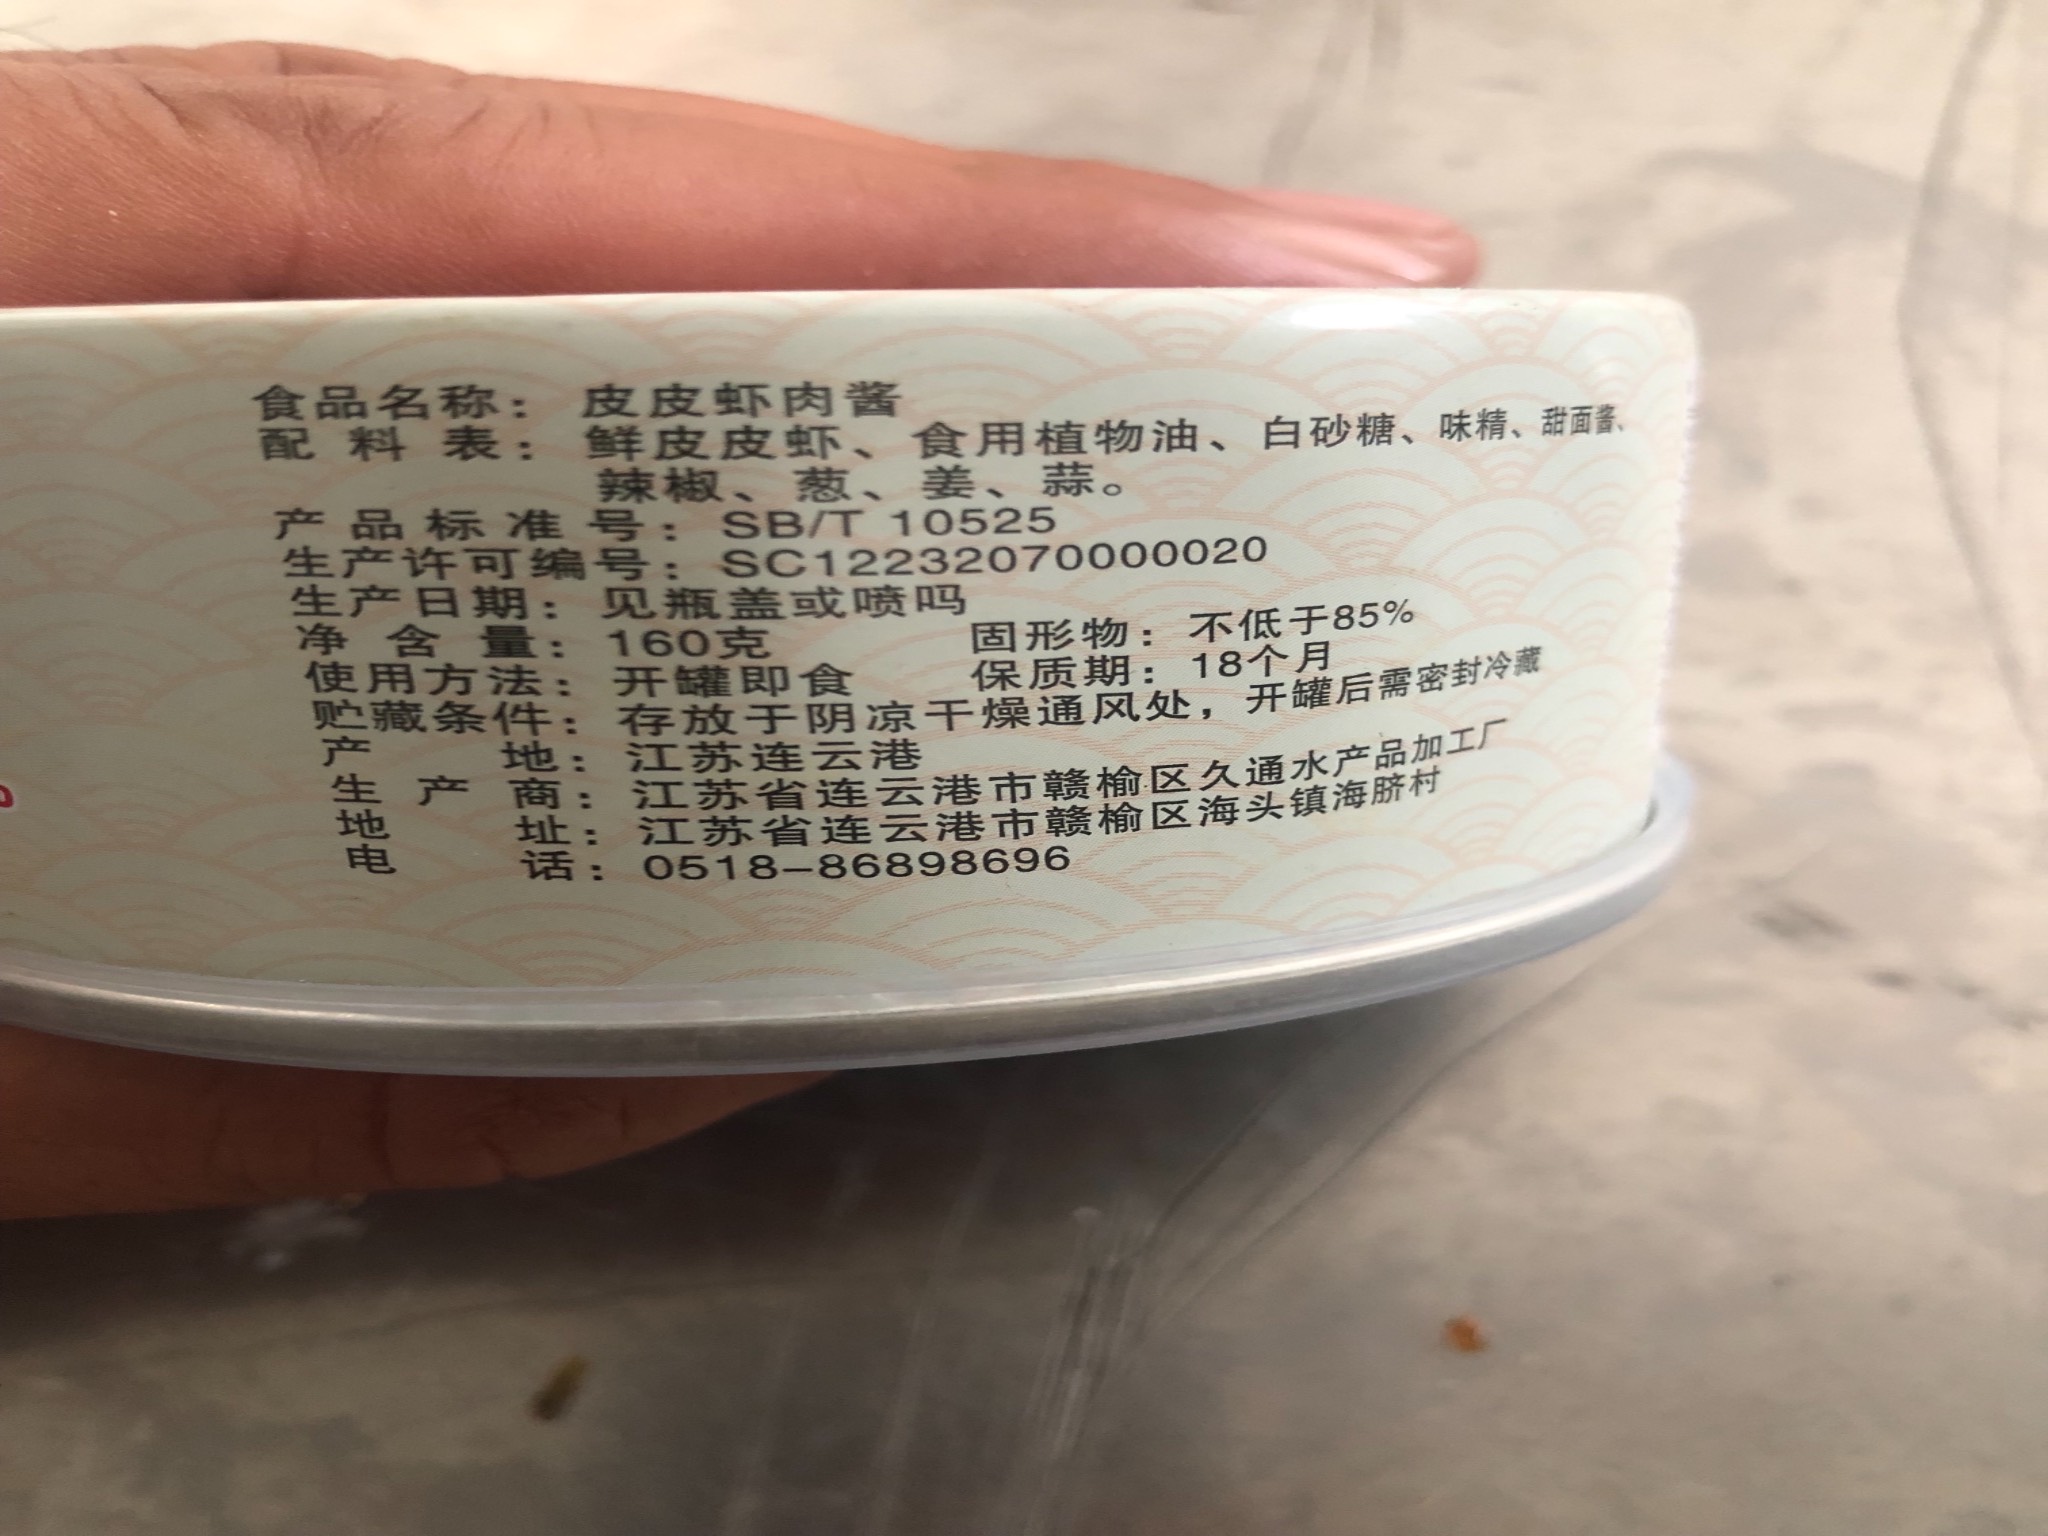 食品名称：皮皮虾肉酱
配料表：鲜皮皮虾、食用植物油、白砂糖、味精、甜面酱、
辣椒、葱、姜、蒜。
产品标准号：SB/T 10525
生产许可编号：SC12232070000020
生产日期：见瓶盖或喷吗
净含量：160克 固形物：不低于85%
使用方法：开罐即食 保质期：18个月
贮藏条件：存放于阴凉干燥通风处，开罐后需密封冷藏
产地：江苏连云港
生产商：江苏省连云港市赣榆区久通水产品加工厂
地址：江苏省连云港市赣榆区海头镇海脐村
电话：0518-86898696